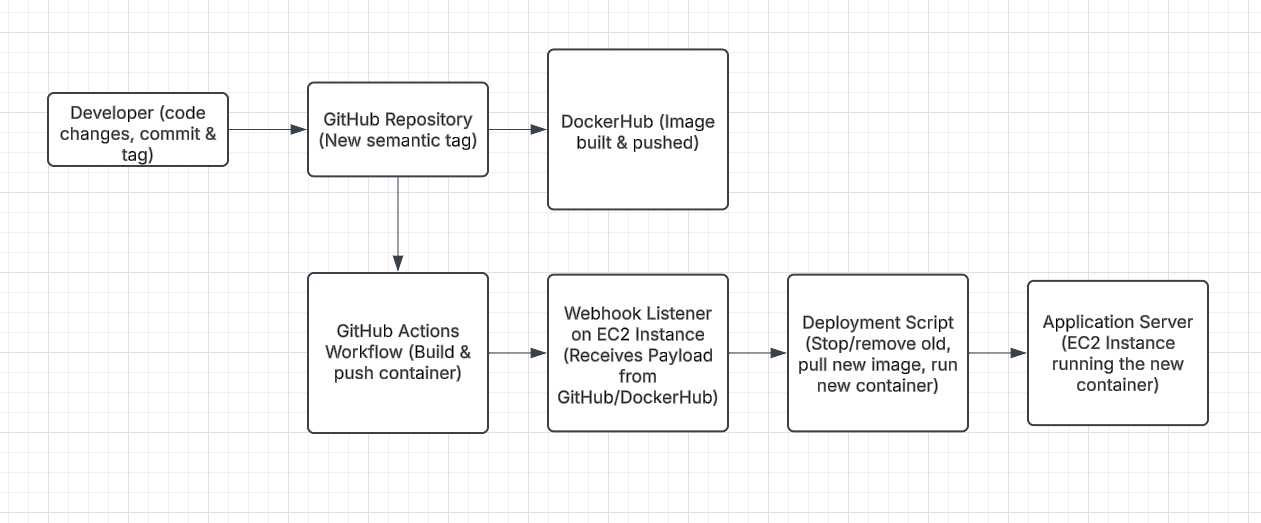 Developer (code
changes, commit &
tag)
GitHub Repository
(New semantic tag)
DockerHub (Image
built & pushed)
GitHub Actions
Workflow (Build &
push container)
Webhook Listener
on EC2 Instance
(Receives Payload
from
GitHub/DockerHub)
Deployment Script
(Stop/remove old,
pull new image, run
new container)
Application Server
(EC2 Instance
running the new
container)